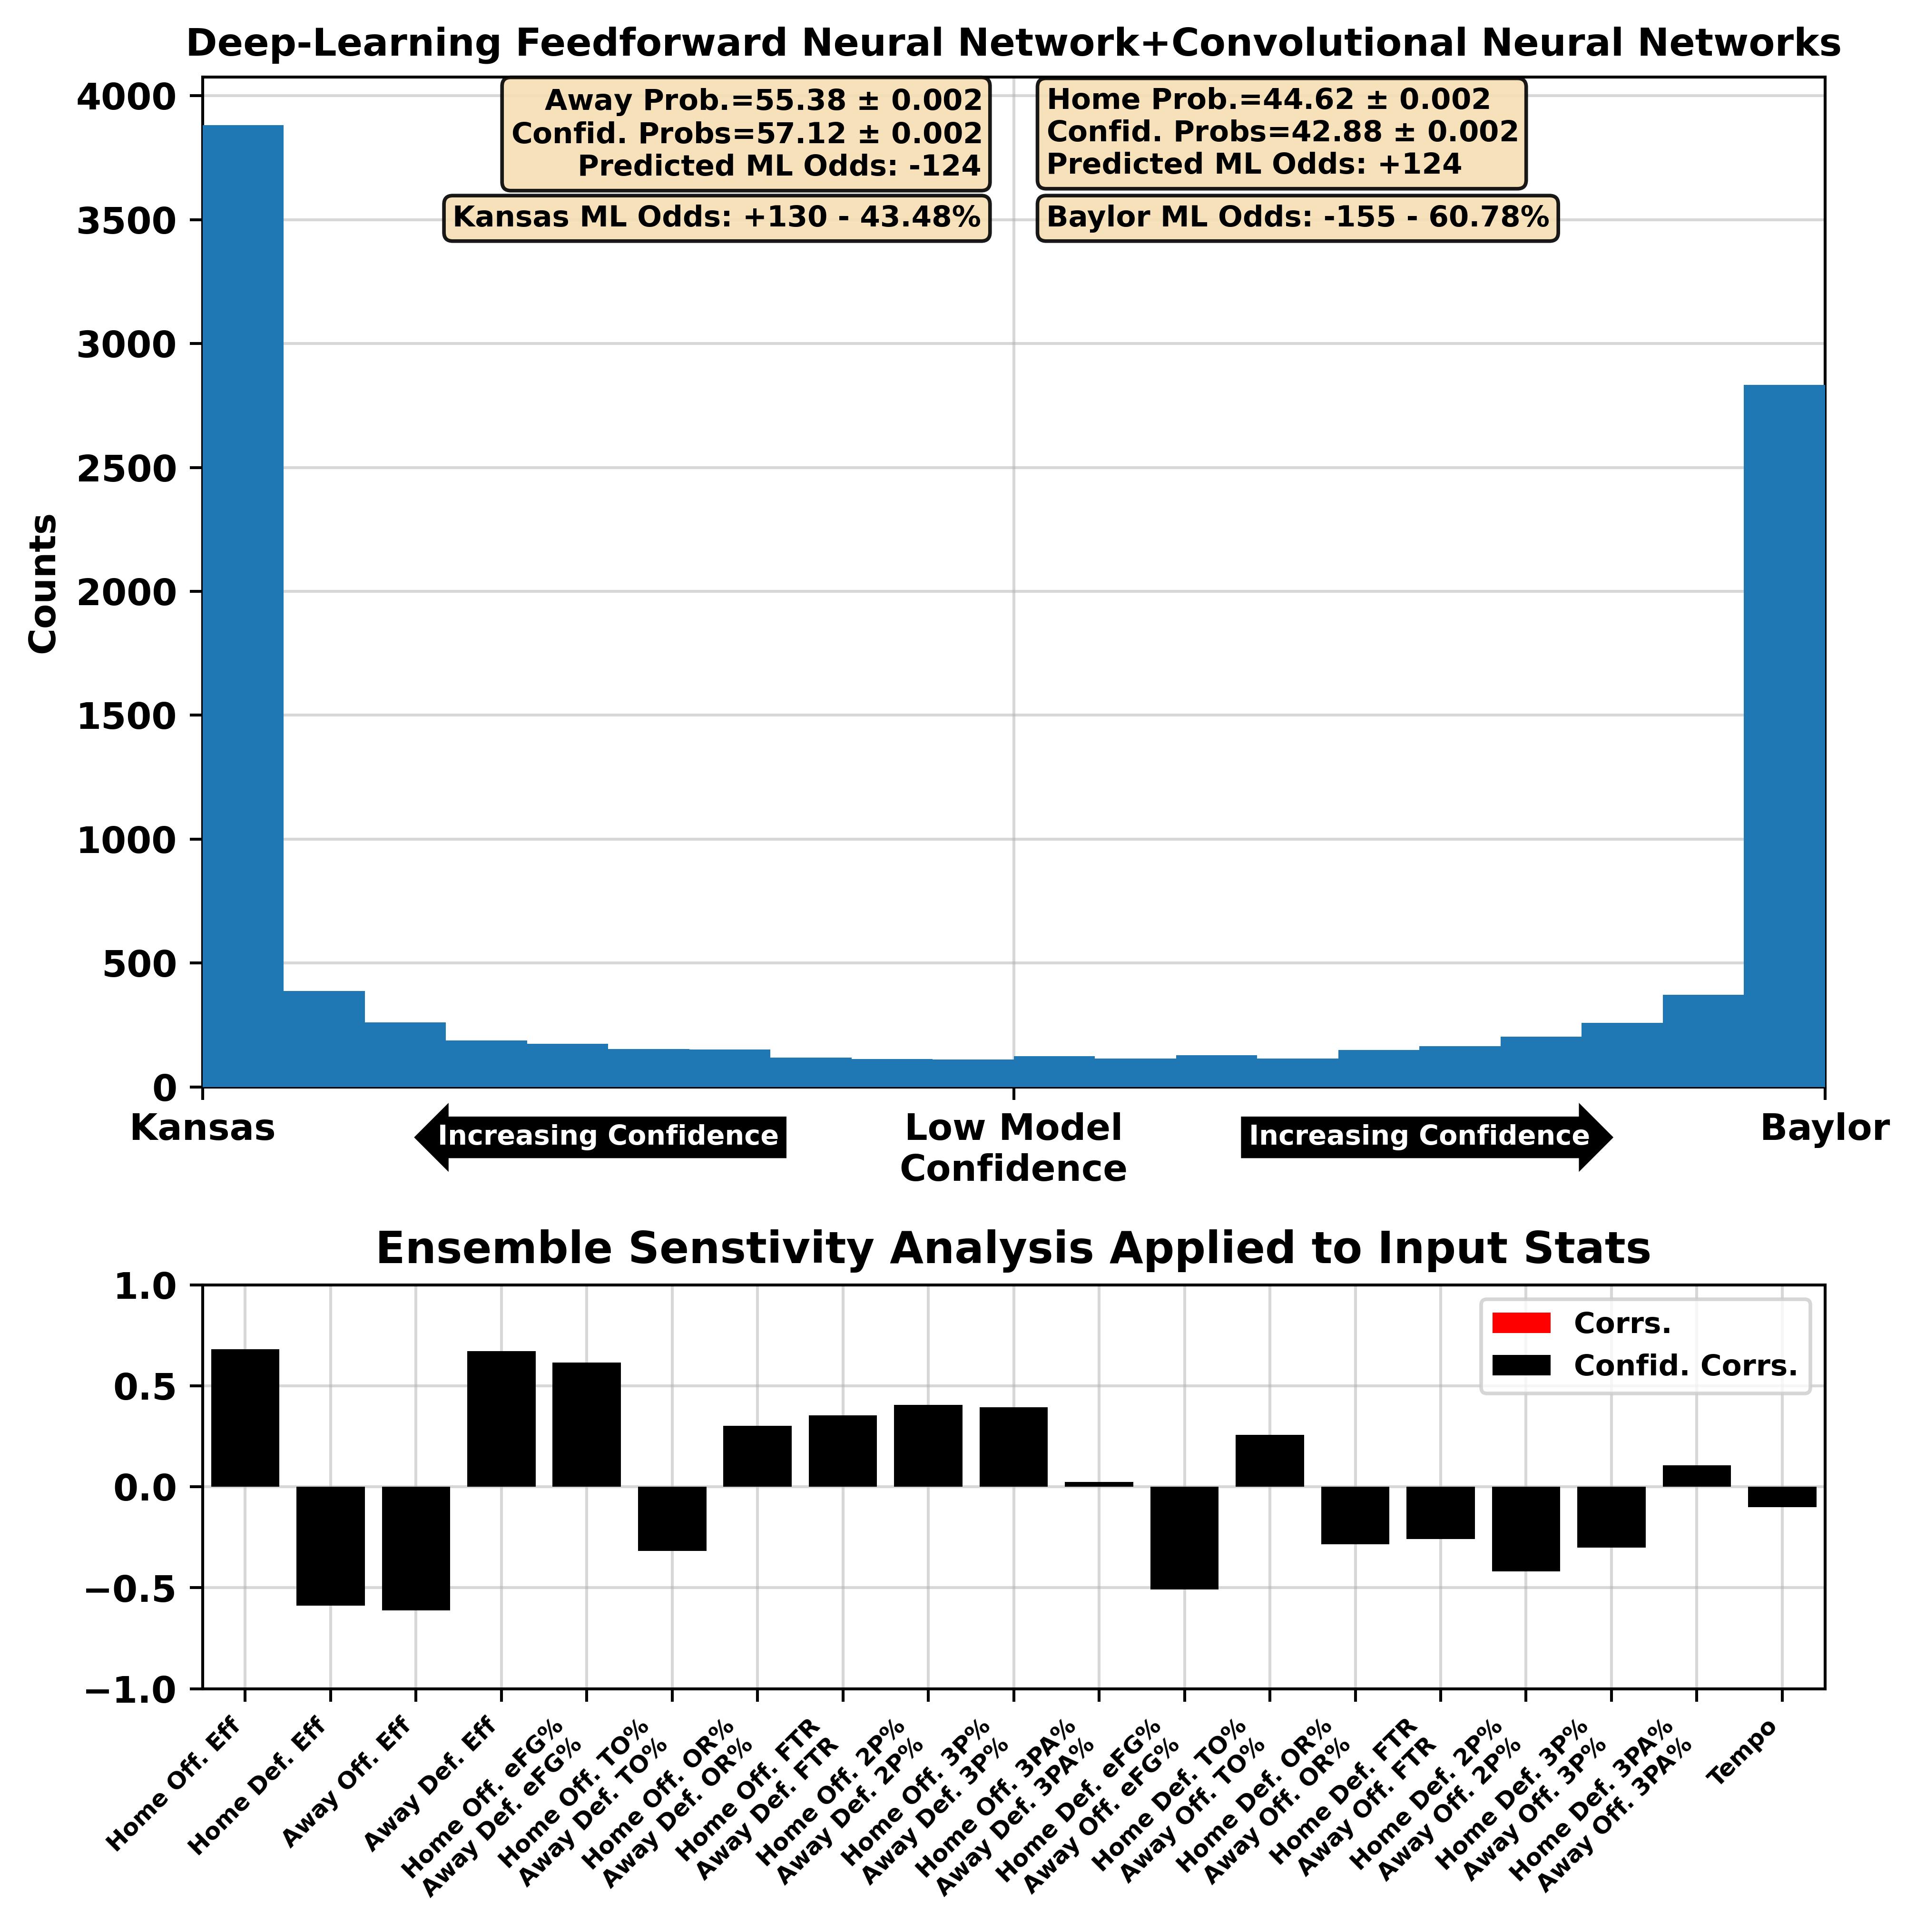 Deep-Learning Feedforward Neural Network+Convolutional Neural Networks
Away Prob.=55.38 ± 0.002
Confid. Probs=57.12 ± 0.002
Predicted ML Odds: -124
Kansas ML Odds: +130 - 43.48%
Home Prob.=44.62 ± 0.002
Confid. Probs=42.88 ± 0.002
Predicted ML Odds: +124
Baylor ML Odds: -155 - 60.78%
Counts
4000
3500
3000
2500
2000
1500
1000
500
0
Kansas
Increasing Confidence
Low Model
Confidence
Increasing Confidence
Baylor
Ensemble Senstivity Analysis Applied to Input Stats
1.0
0.5
0.0
−0.5
−1.0
Corrs.
Confid. Corrs.
Home Off. Eff
Home Def. Eff
Away Off. Eff
Away Def. Eff
Home Off. eFG%
Away Def. eFG%
Home Off. TO%
Away Def. TO%
Home Off. OR%
Away Def. OR%
Home Off. FTR
Away Def. FTR
Home Off. 2P%
Away Def. 2P%
Home Off. 3P%
Away Def. 3P%
Home Off. 3PA%
Away Def. 3PA%
Home Def. eFG%
Away Off. eFG%
Home Def. TO%
Away Off. TO%
Home Def. OR%
Away Off. OR%
Home Def. FTR
Away Off. FTR
Home Def. 2P%
Away Off. 2P%
Home Def. 3P%
Away Off. 3P%
Home Def. 3PA%
Away Off. 3PA%
Tempo